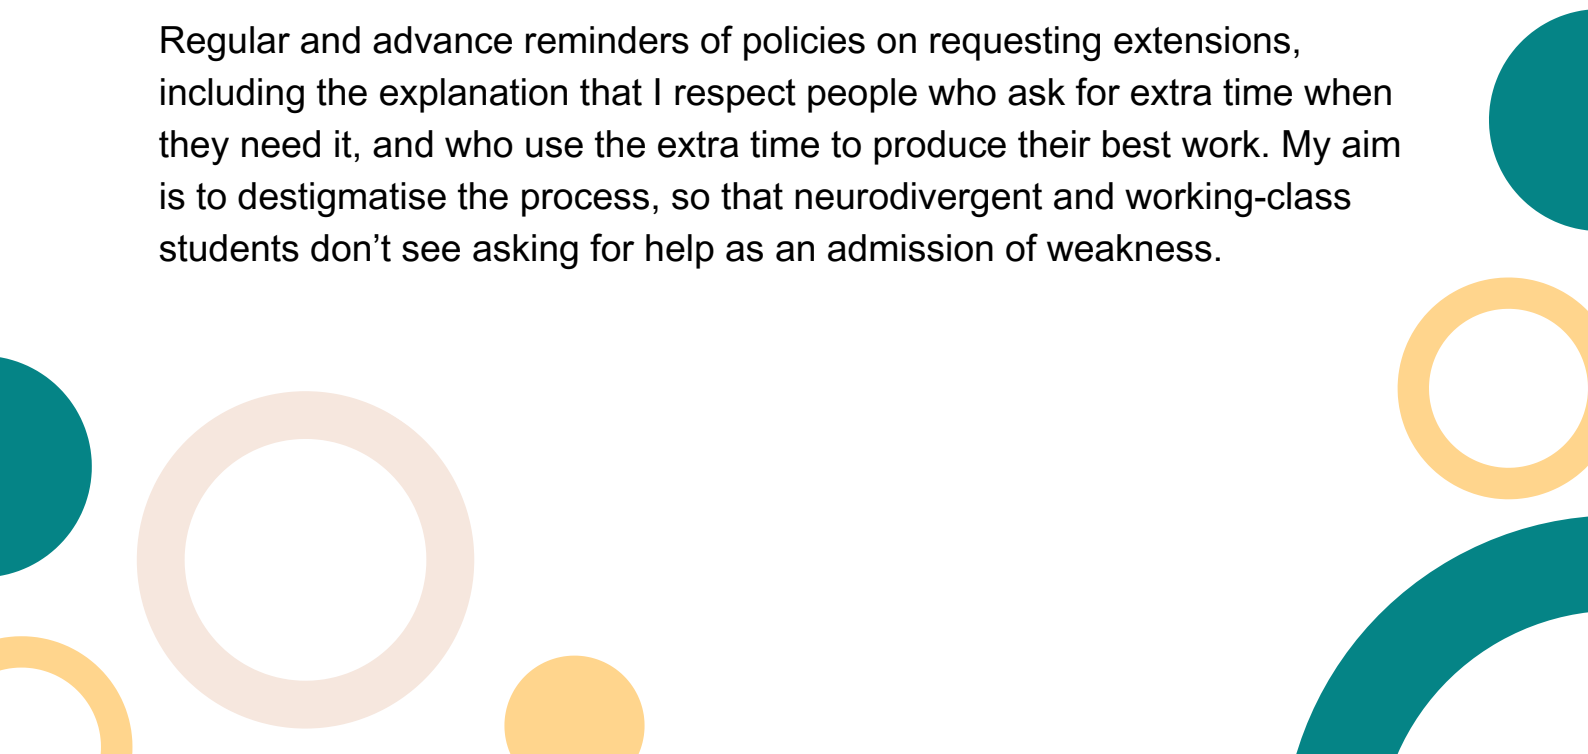 Regular and advance reminders of policies on requesting extensions,
including the explanation that I respect people who ask for extra time when
they need it, and who use the extra time to produce their best work. My aim
is to destigmatise the process, so that neurodivergent and working-class
students don’t see asking for help as an admission of weakness.